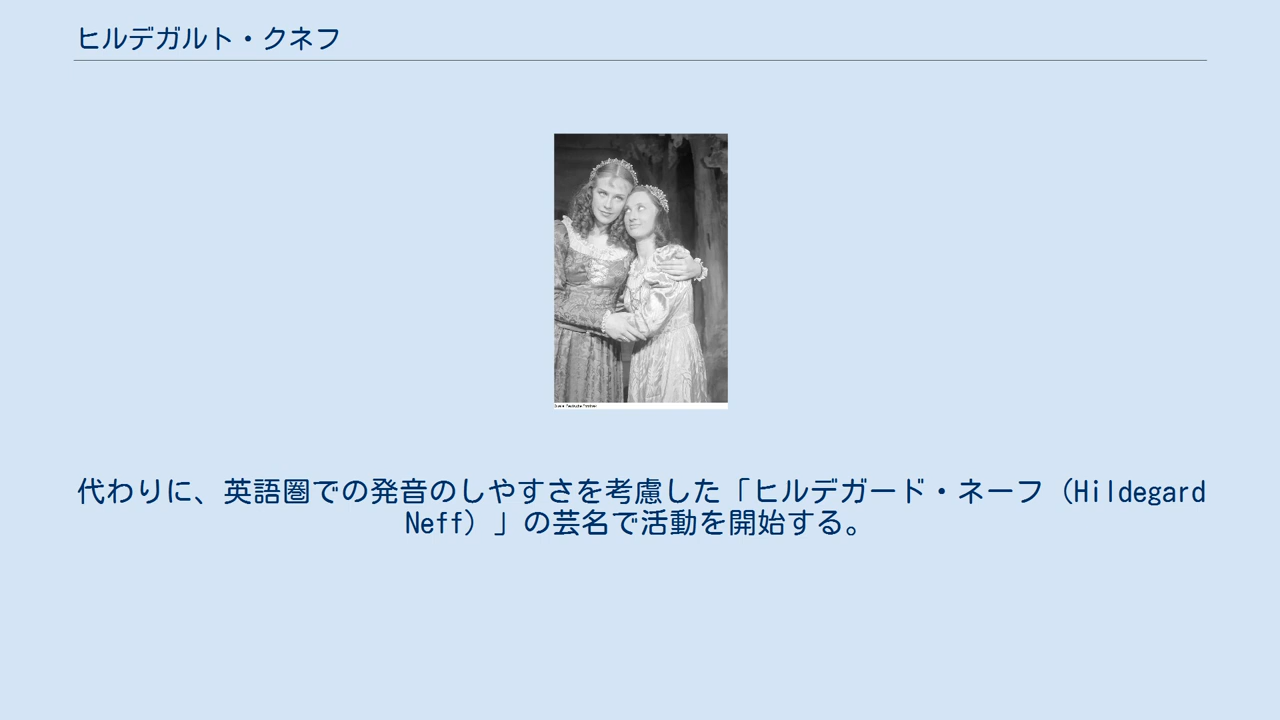 ヒルデガルト・クネフ
代わりに、英語圏での発音のしやすさを考慮した「ヒルデガード・ネーフ（Hildegard
Neff）」の芸名で活動を開始する。